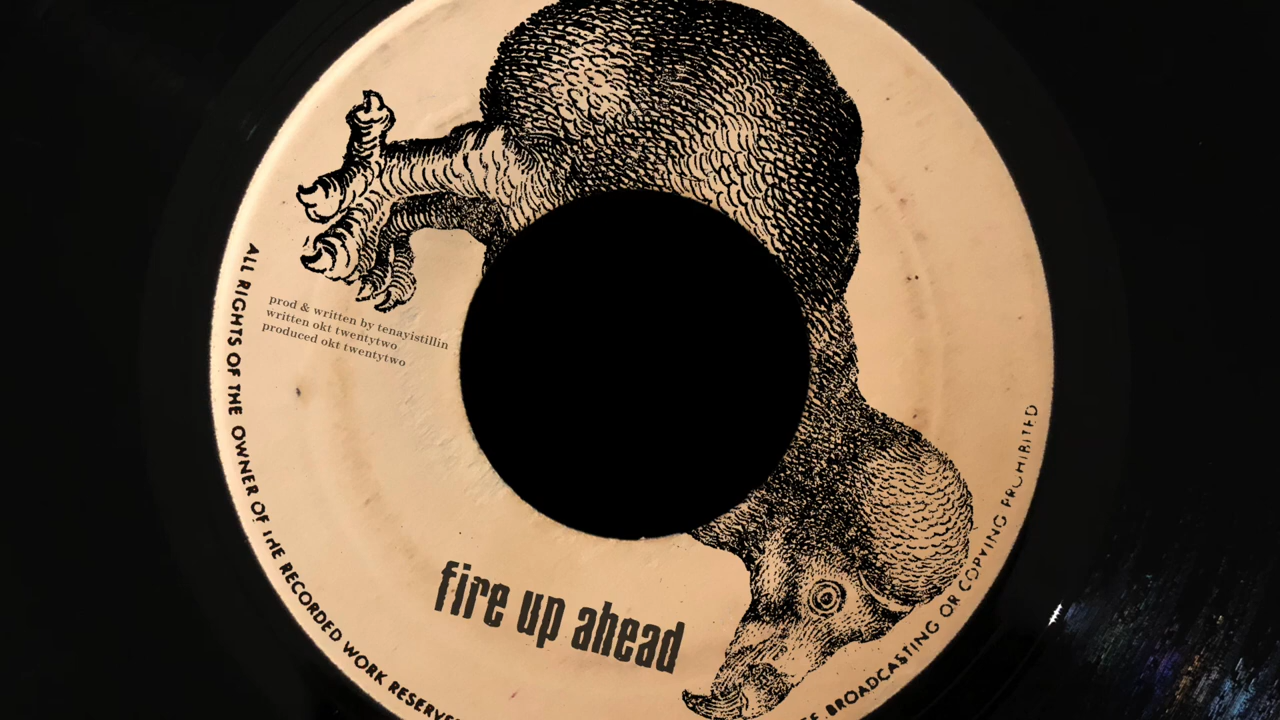 ALL RIGHTS OF THE OWNER OF THE RECORDED WORK RESERVE
prod & written by tenayistillin
written okt twentytwo
produced okt twentytwo
fire up ahead
BROADCASTING OR COPYING PROHIBITED